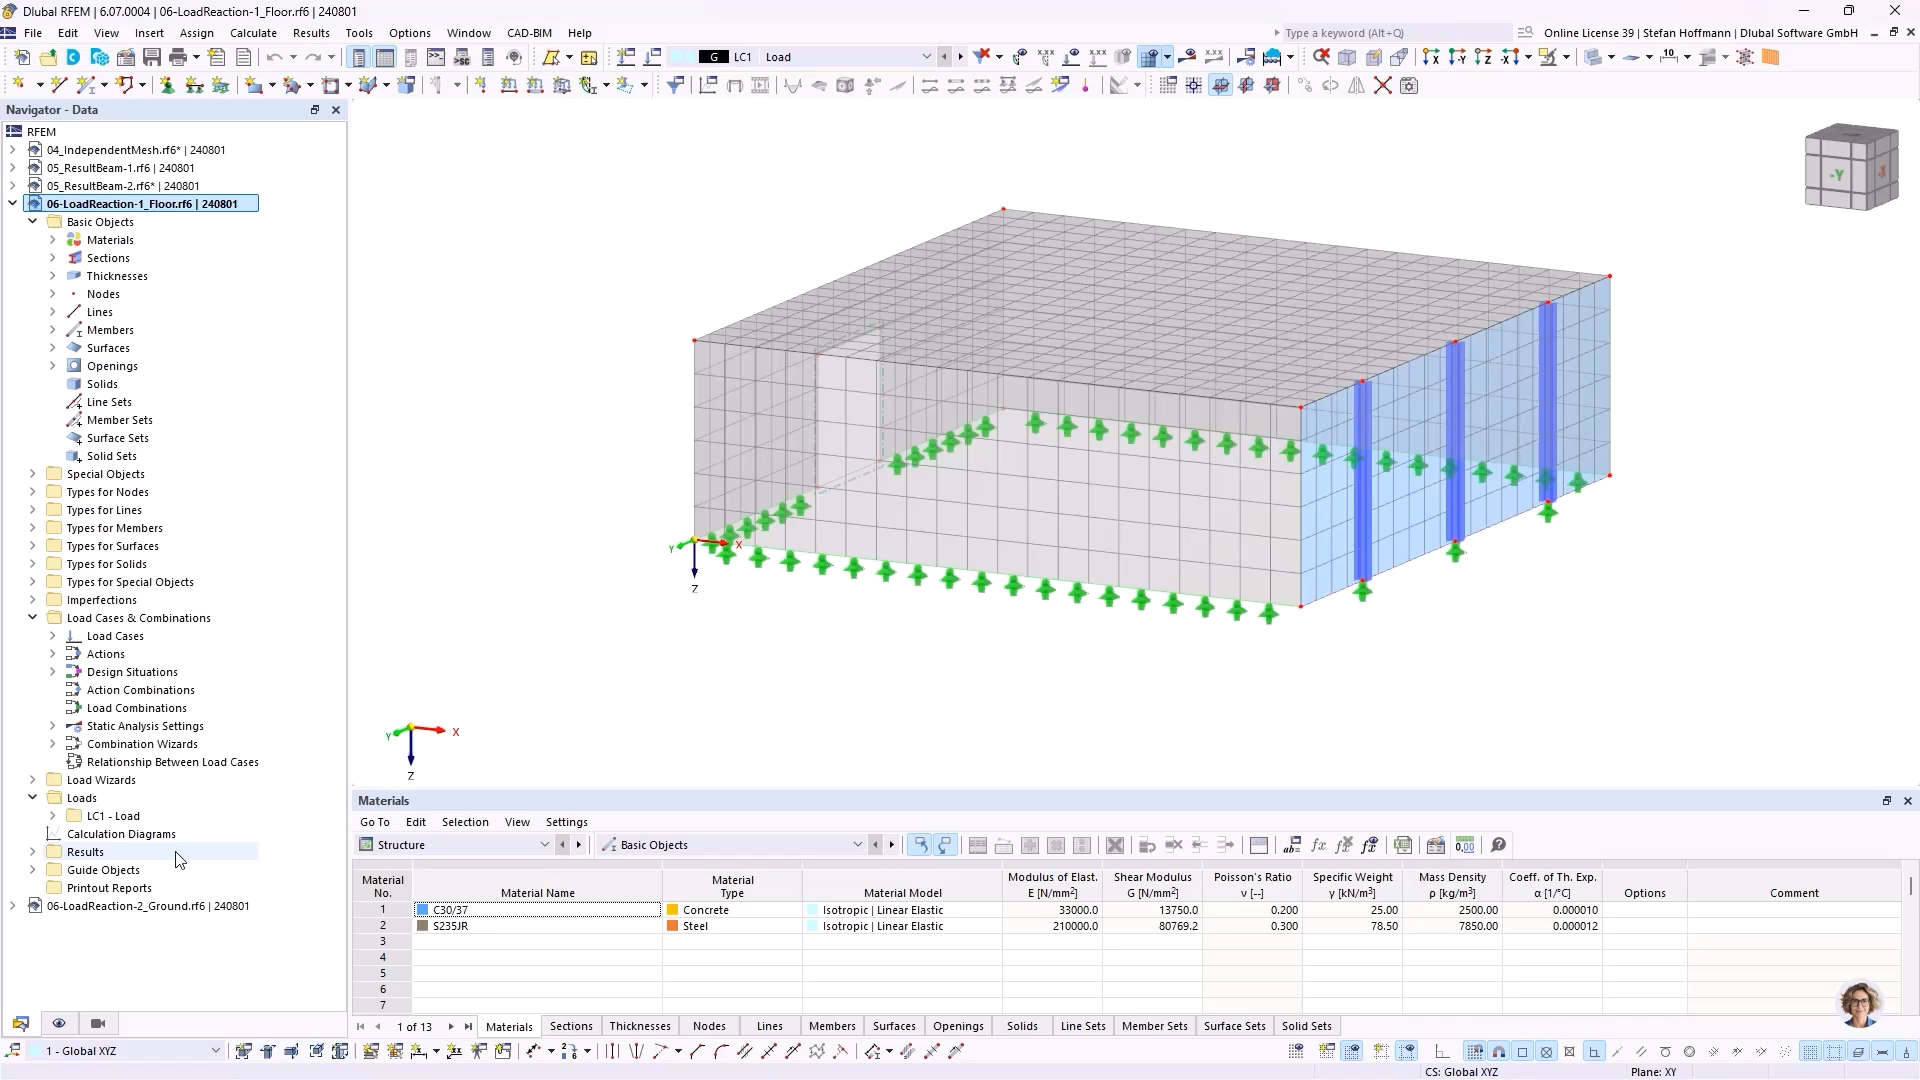 Dlubal RFEM | 6.07.0004 | 06-LoadReaction-1_Floor.rf6 | 240801
File Edit View Insert Assign Calculate Results Tools Options Window CAD-BIM Help
Type a keyword (Alt+Q)
Online License 39 | Stefan Hoffmann | Dlubal Software GmbH
G LC1 Load
Navigator - Data
RFEM
04_IndependentMesh.rf6* | 240801
05_ResultBeam-1.rf6 | 240801
05_ResultBeam-2.rf6* | 240801
06-LoadReaction-1_Floor.rf6 | 240801
Basic Objects
Materials
Sections
Thicknesses
Nodes
Lines
Members
Surfaces
Openings
Solids
Line Sets
Member Sets
Surface Sets
Solid Sets
Special Objects
Types for Nodes
Types for Lines
Types for Members
Types for Surfaces
Types for Solids
Types for Special Objects
Imperfections
Load Cases & Combinations
Load Cases
Actions
Design Situations
Action Combinations
Load Combinations
Static Analysis Settings
Combination Wizards
Relationship Between Load Cases
Load Wizards
Loads
LC1 - Load
Calculation Diagrams
Results
Guide Objects
Printout Reports
06-LoadReaction-2_Ground.rf6 | 240801
1 - Global XYZ
-Y
Y X
Z
Y X
Z
Materials
Go To Edit Selection View Settings
Structure
Basic Objects
Material No. Material Name Material Type Material Model Modulus of Elast. E [N/mm²] Shear Modulus G [N/mm²] Poisson's Ratio ν [--] Specific Weight γ [kN/m³] Mass Density ρ [kg/m³] Coeff. of Th. Exp. α [1/°C] Options Comment
1 C30/37 Concrete Isotropic | Linear Elastic 33000.0 13750.0 0.200 25.00 2500.00 0.000010
2 S235JR Steel Isotropic | Linear Elastic 210000.0 80769.2 0.300 78.50 7850.00 0.000012
3
4
5
6
7
1 of 13
Materials Sections Thicknesses Nodes Lines Members Surfaces Openings Solids Line Sets Member Sets Surface Sets Solid Sets
CS: Global XYZ
Plane: XY